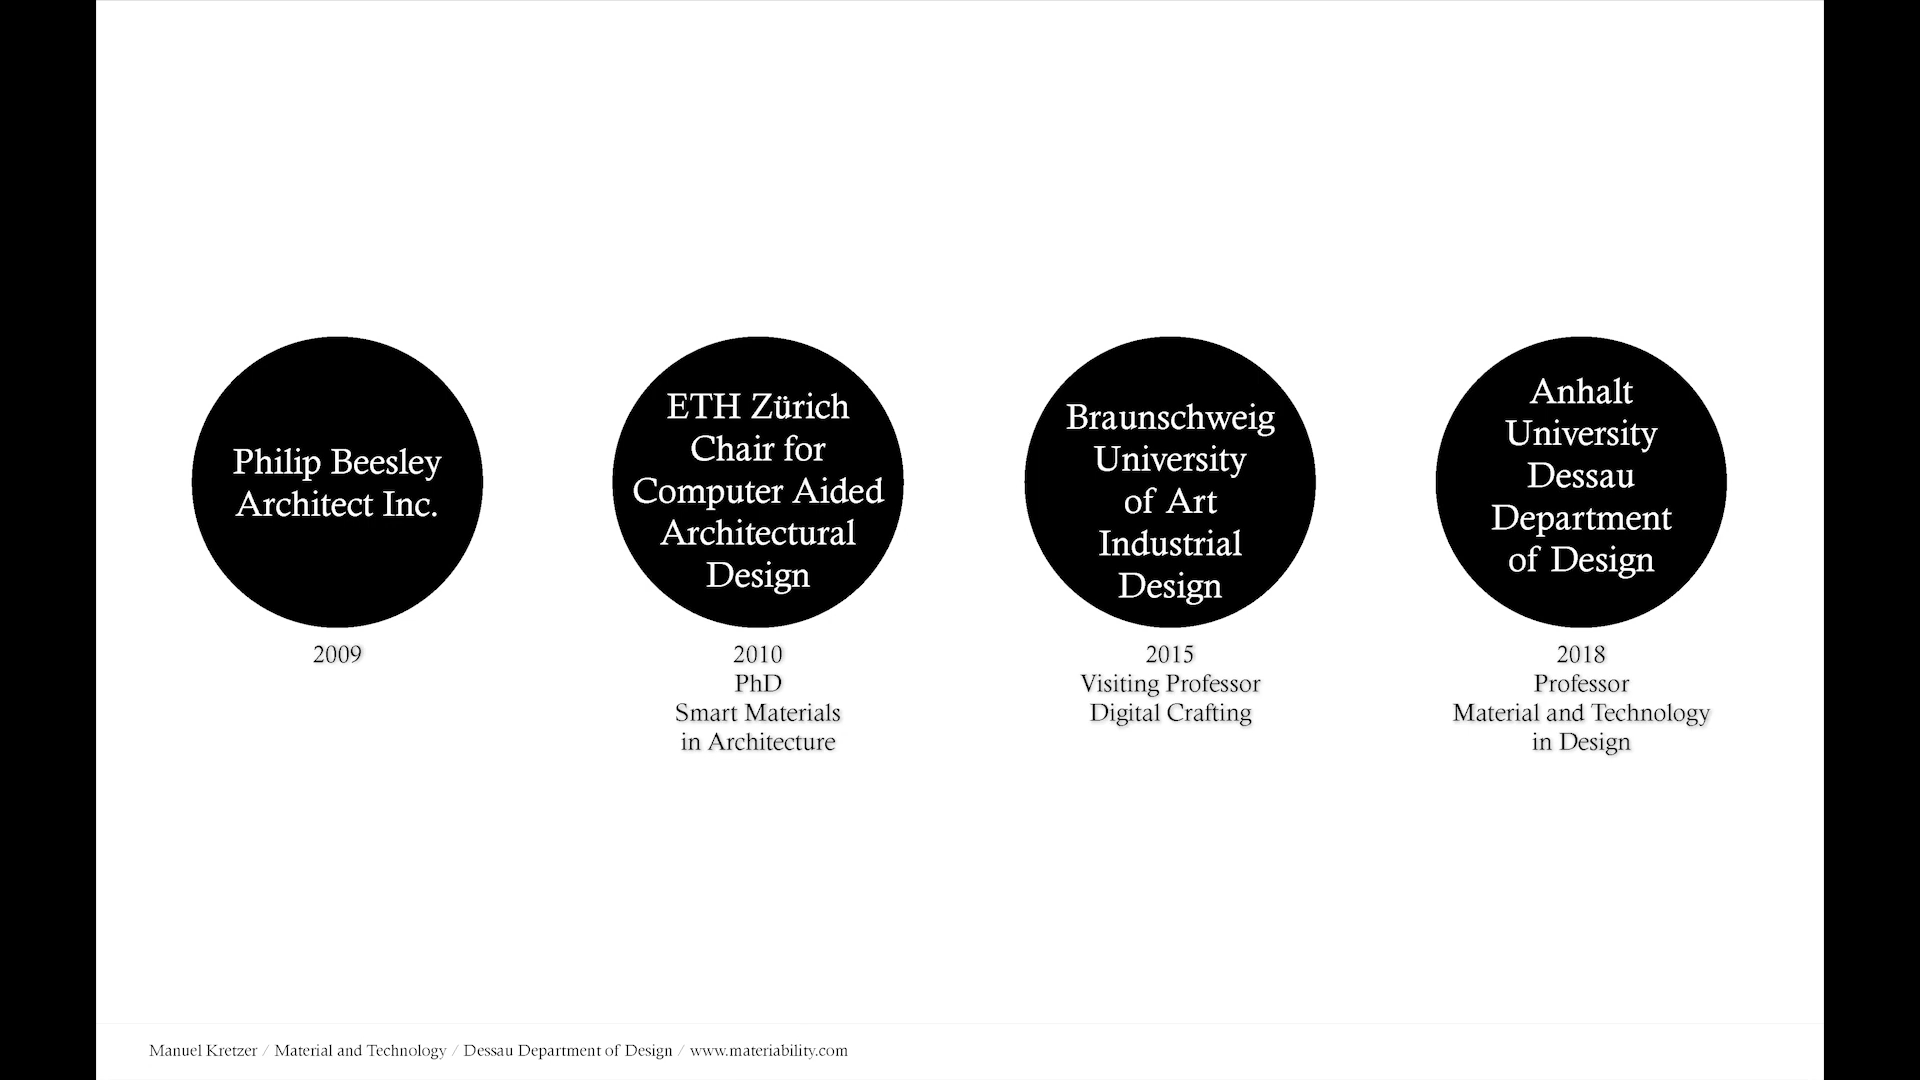 Philip Beesley
Architect Inc.
2009
ETH Zürich
Chair for
Computer Aided
Architectural
Design
2010
PhD
Smart Materials
in Architecture
Braunschweig
University
of Art
Industrial
Design
2015
Visiting Professor
Digital Crafting
Anhalt
University
Dessau
Department
of Design
2018
Professor
Material and Technology
in Design
Manuel Kretzer / Material and Technology / Dessau Department of Design / www.materiability.com